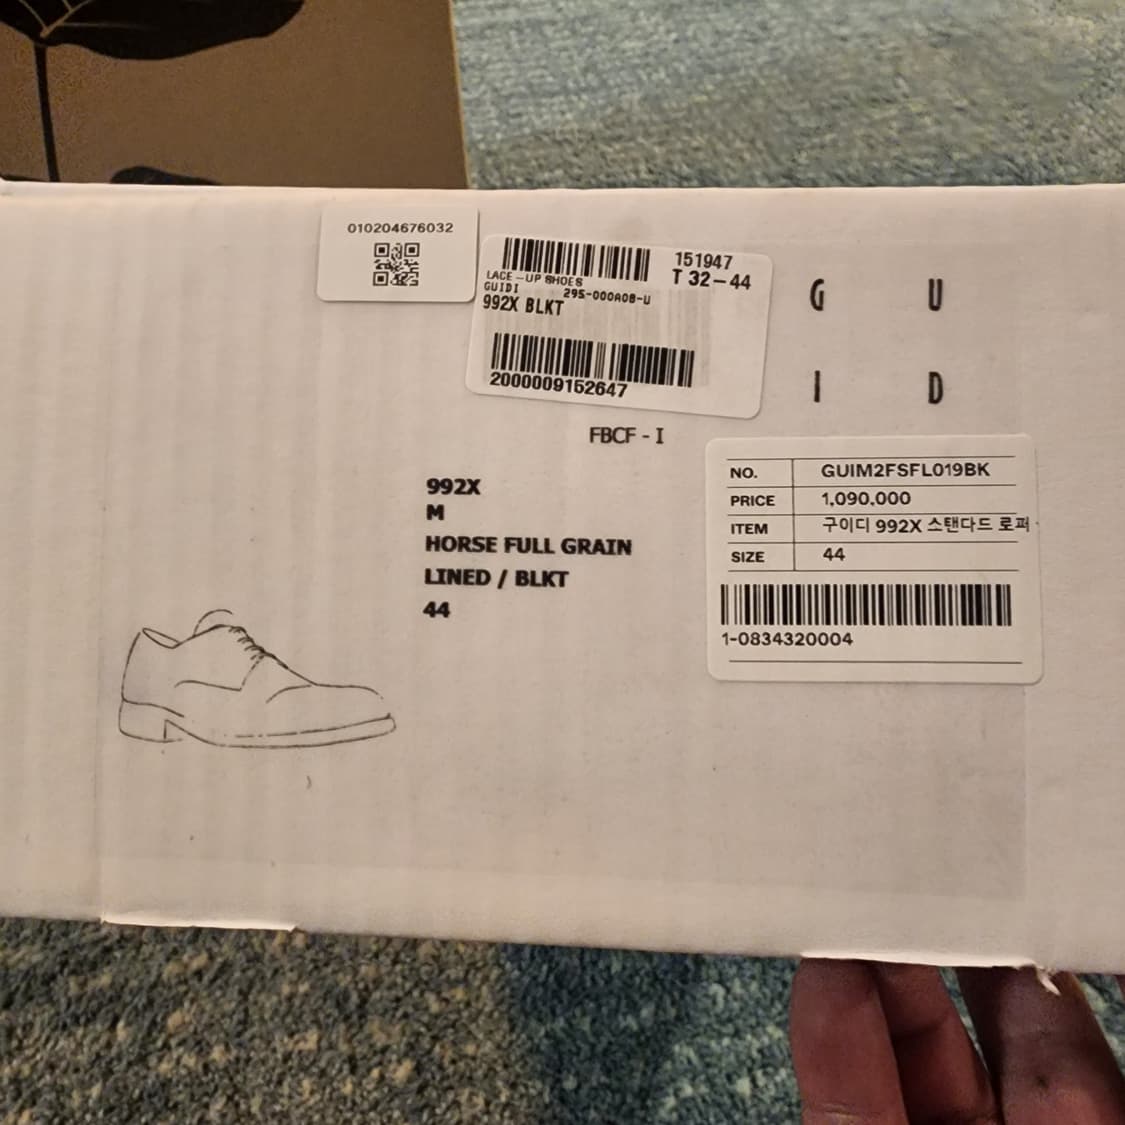 010204676032
151947
T 32-44
LACE-UP SHOES
GUIDI 295-000A08-U
992X BLKT
2000009152647
G U
I D
FBCF - I
992X
M
HORSE FULL GRAIN
LINED / BLKT
44
NO. GUIM2FSFL019BK
PRICE 1,090,000
ITEM 구이디 992X 스탠다드 로퍼
SIZE 44
1-0834320004